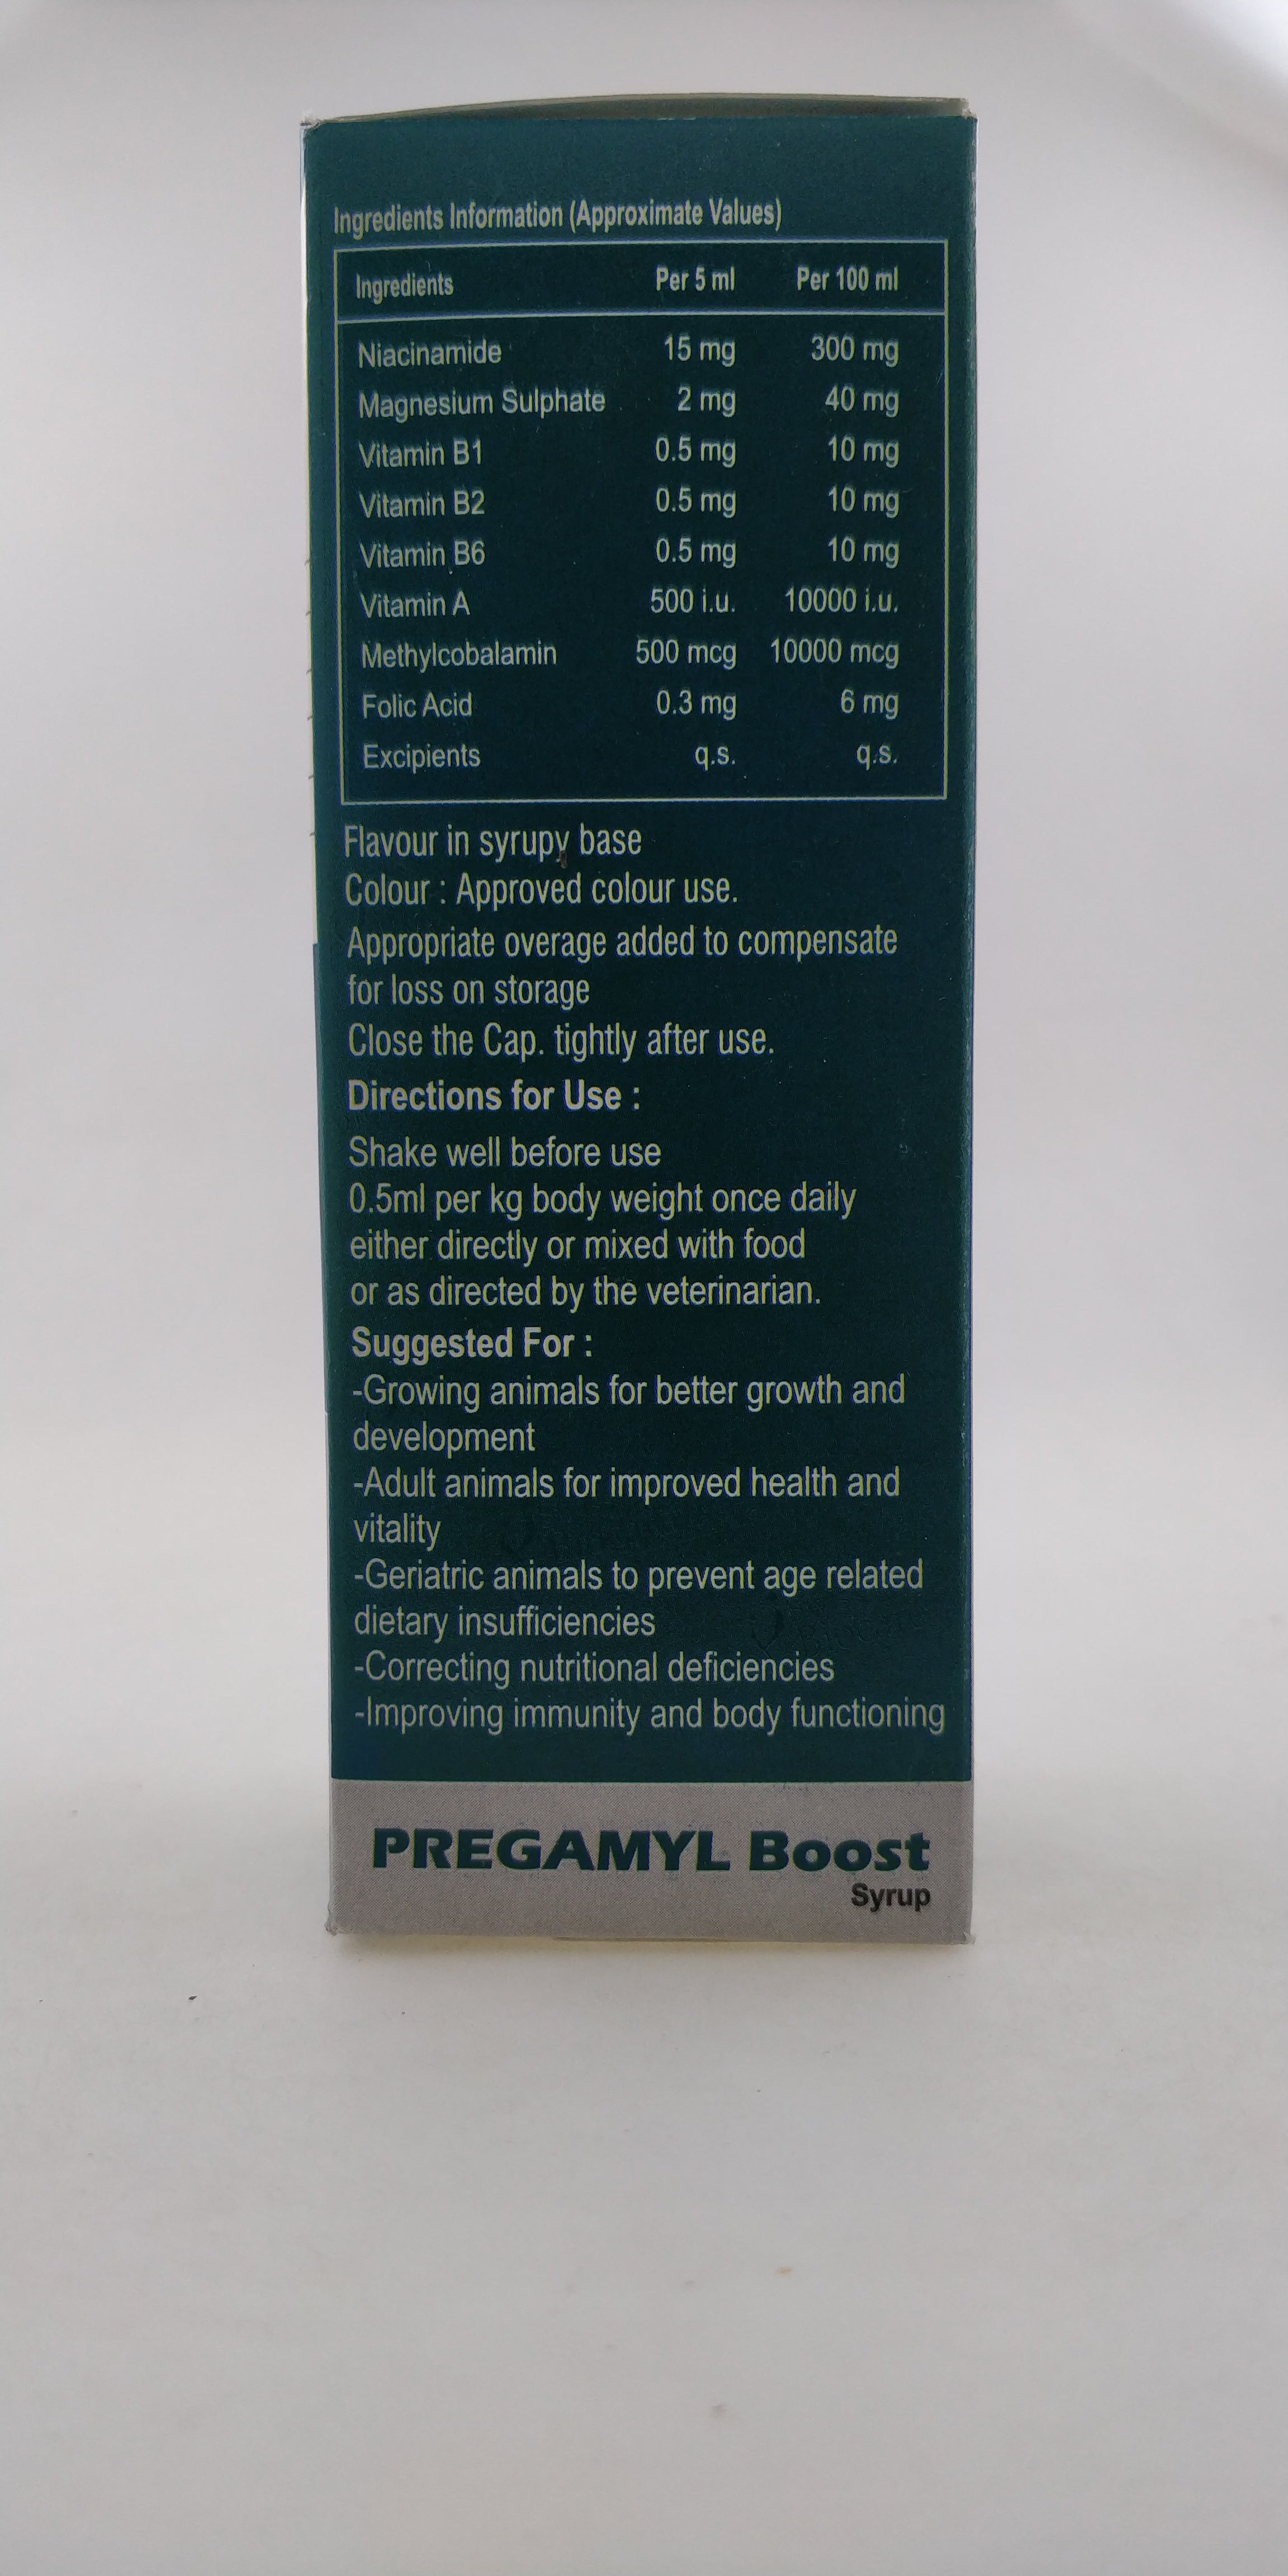 Ingredients Information (Approximate Values)
Ingredients Per 5 ml Per 100 ml
Niacinamide 15 mg 300 mg
Magnesium Sulphate 2 mg 40 mg
Vitamin B1 0.5 mg 10 mg
Vitamin B2 0.5 mg 10 mg
Vitamin B6 0.5 mg 10 mg
Vitamin A 500 i.u. 10000 i.u.
Methylcobalamin 500 mcg 10000 mcg
Folic Acid 0.3 mg 6 mg
Excipients q.s. q.s.
Flavour in syrupy base
Colour : Approved colour use.
Appropriate overage added to compensate
for loss on storage
Close the Cap. tightly after use.
Directions for Use :
Shake well before use
0.5ml per kg body weight once daily
either directly or mixed with food
or as directed by the veterinarian.
Suggested For :
-Growing animals for better growth and
development
-Adult animals for improved health and
vitality
-Geriatric animals to prevent age related
dietary insufficiencies
-Correcting nutritional deficiencies
-Improving immunity and body functioning
PREGAMYL Boost
Syrup